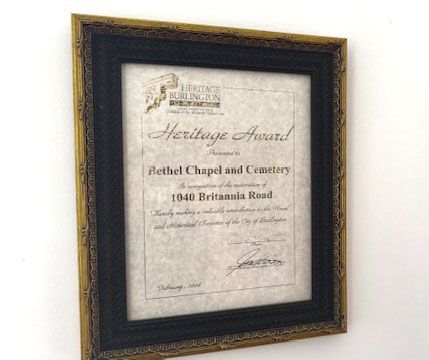 HERITAGE
BURLINGTON
Heritage Award
Presented to
Bethel Chapel and Cemetery
In recognition of the restoration of
1040 Britannia Road
Thereby making a valuable contribution to the Visual
and Historical Character of the City of Burlington
February,